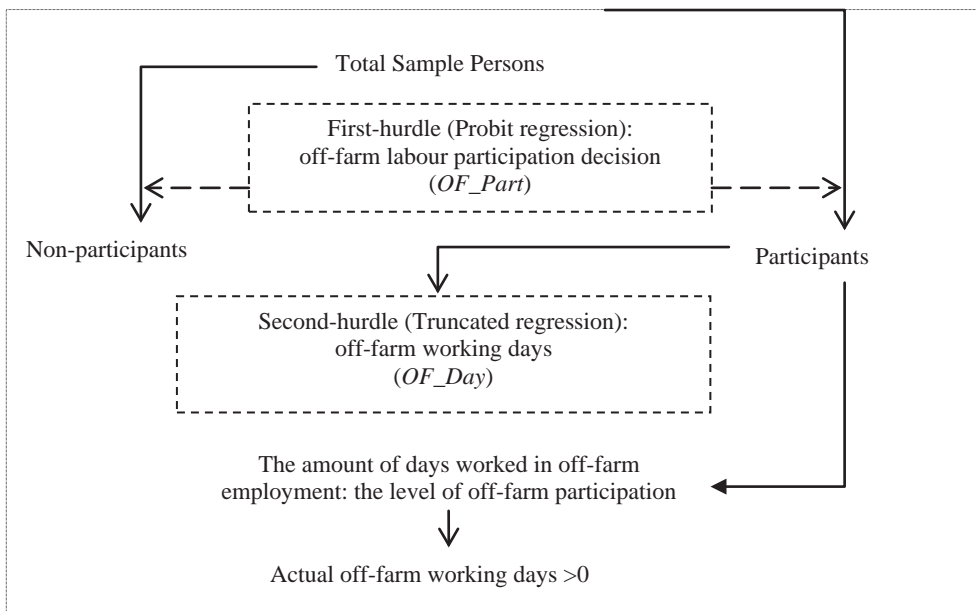 Total Sample Persons
First-hurdle (Probit regression):
off-farm labour participation decision
(OF_Part)
Non-participants
Participants
Second-hurdle (Truncated regression):
off-farm working days
(OF_Day)
The amount of days worked in off-farm
employment: the level of off-farm participation
Actual off-farm working days >0